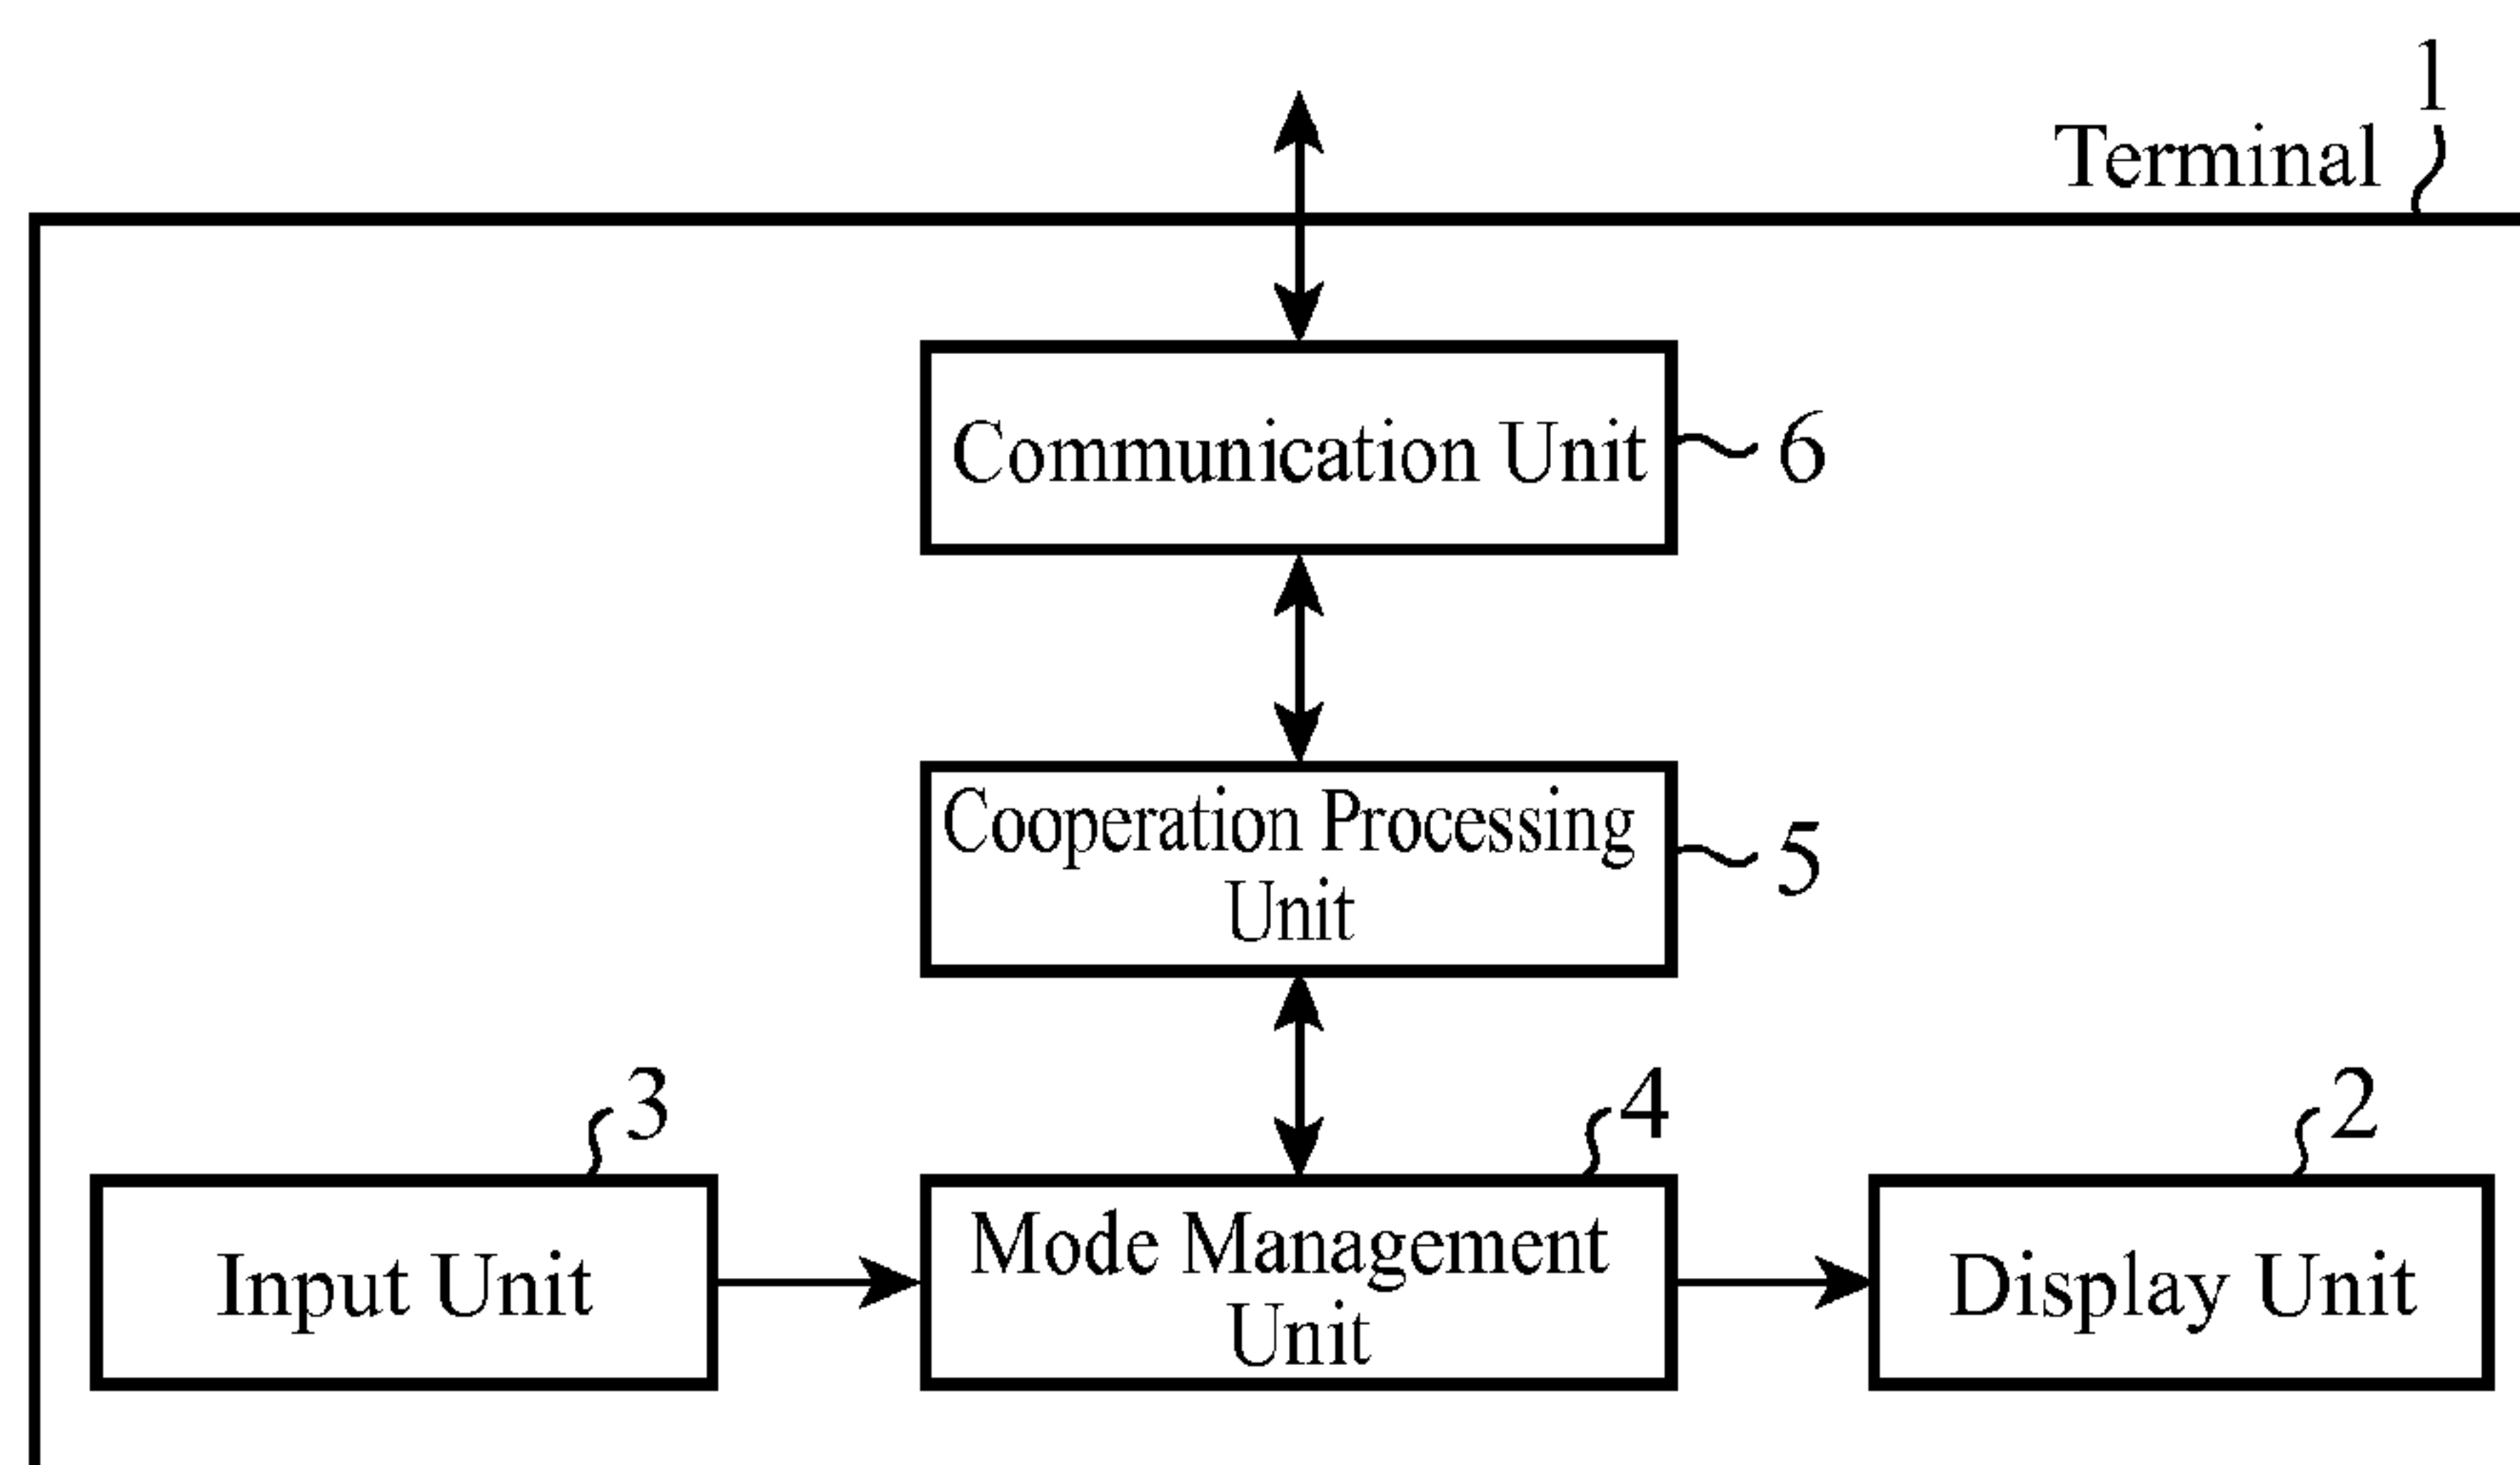 1
Terminal
Communication Unit
6
Cooperation Processing
Unit
5
3
4
2
Input Unit
Mode Management
Unit
Display Unit